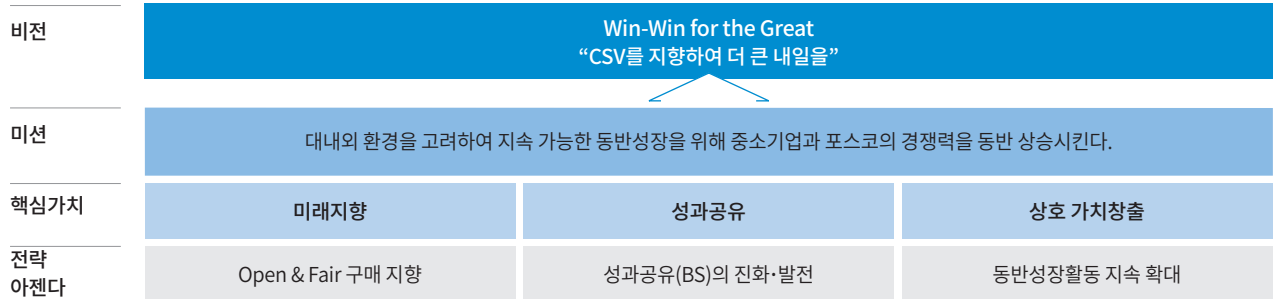 비전
Win-Win for the Great
“CSV를 지향하여 더 큰 내일을”
미션
대내외 환경을 고려하여 지속 가능한 동반성장을 위해 중소기업과 포스코의 경쟁력을 동반 상승시킨다.
핵심가치
미래지향
성과공유
상호 가치창출
전략
아젠다
Open & Fair 구매 지향
성과공유(BS)의 진화·발전
동반성장활동 지속 확대